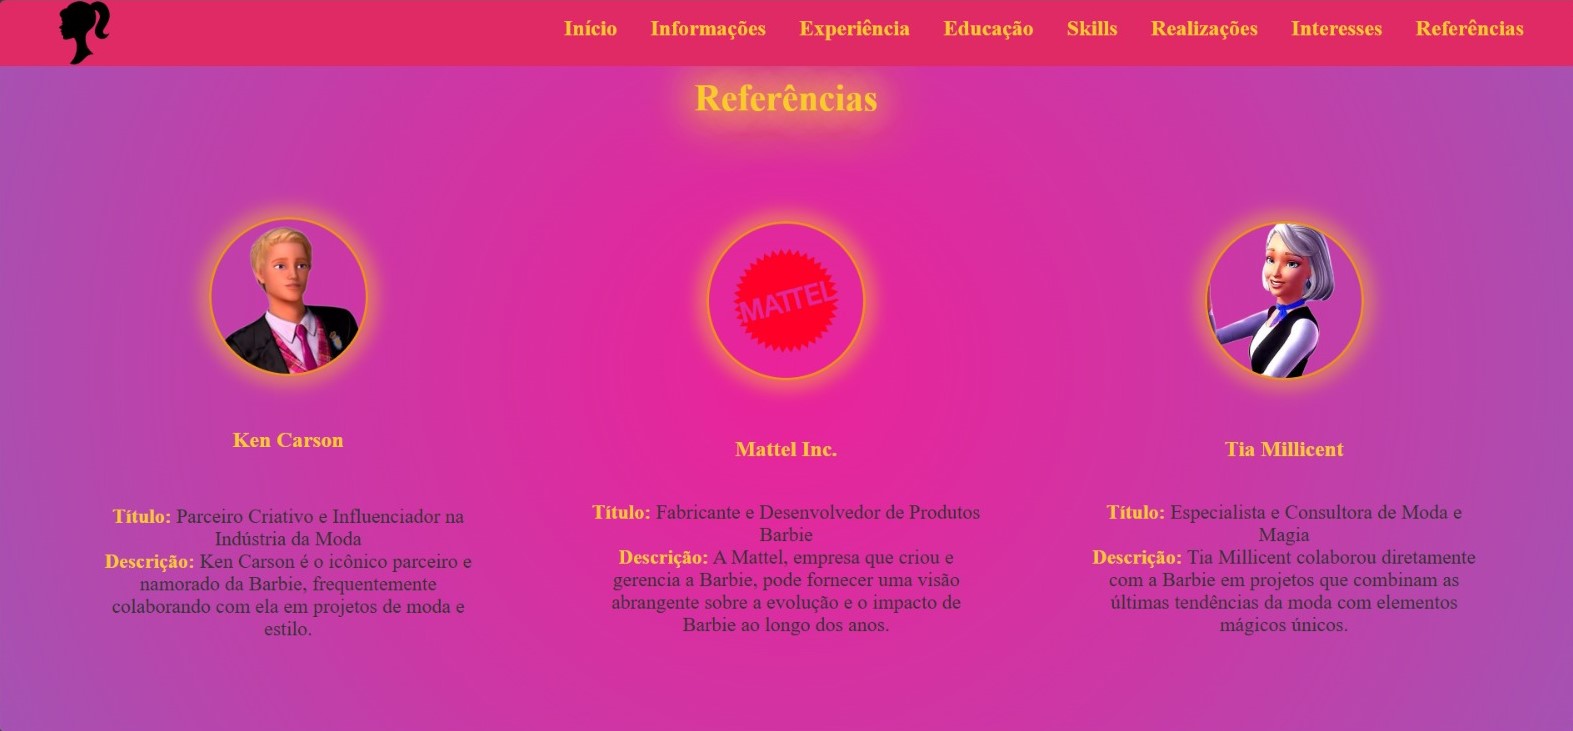 Início Informações Experiência Educação Skills Realizações Interesses Referências
Referências
MATTEL
Ken Carson
Título: Parceiro Criativo e Influenciador na
Indústria da Moda
Descrição: Ken Carson é o icônico parceiro e
namorado da Barbie, frequentemente
colaborando com ela em projetos de moda e
estilo.
Mattel Inc.
Título: Fabricante e Desenvolvedor de Produtos
Barbie
Descrição: A Mattel, empresa que criou e
gerencia a Barbie, pode fornecer uma visão
abrangente sobre a evolução e o impacto de
Barbie ao longo dos anos.
Tia Millicent
Título: Especialista e Consultora de Moda e
Magia
Descrição: Tia Millicent colaborou diretamente
com a Barbie em projetos que combinam as
últimas tendências da moda com elementos
mágicos únicos.